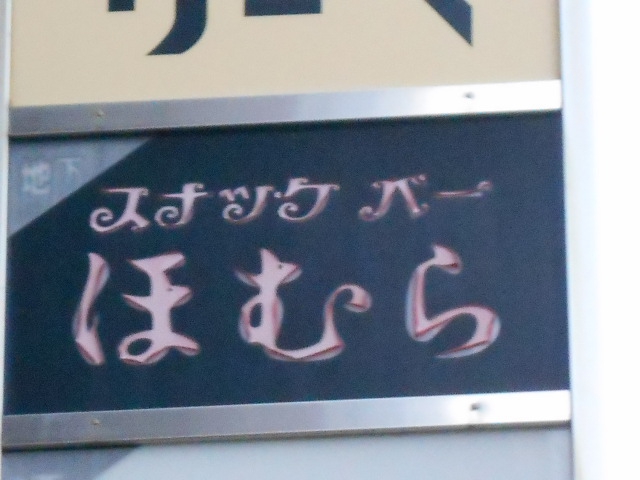 地下
スナック バー
ほむら